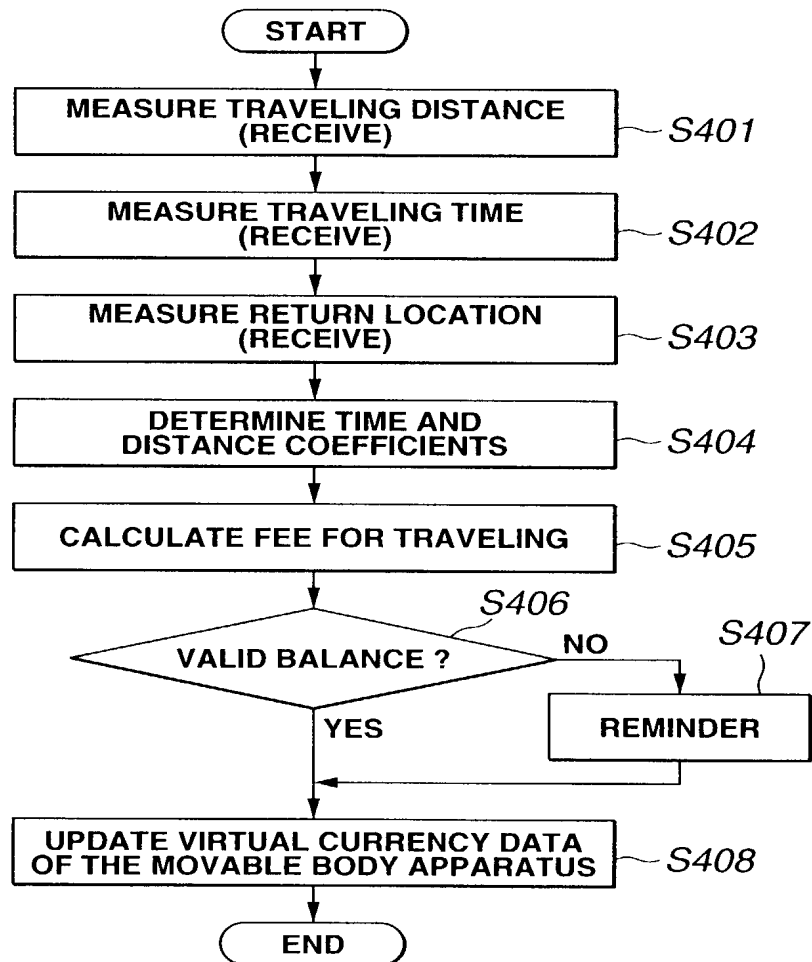 START
MEASURE TRAVELING DISTANCE
(RECEIVE)
S401
MEASURE TRAVELING TIME
(RECEIVE)
S402
MEASURE RETURN LOCATION
(RECEIVE)
S403
DETERMINE TIME AND
DISTANCE COEFFICIENTS
S404
CALCULATE FEE FOR TRAVELING
S405
S406
VALID BALANCE ?
NO
S407
REMINDER
YES
UPDATE VIRTUAL CURRENCY DATA
OF THE MOVABLE BODY APPARATUS
S408
END